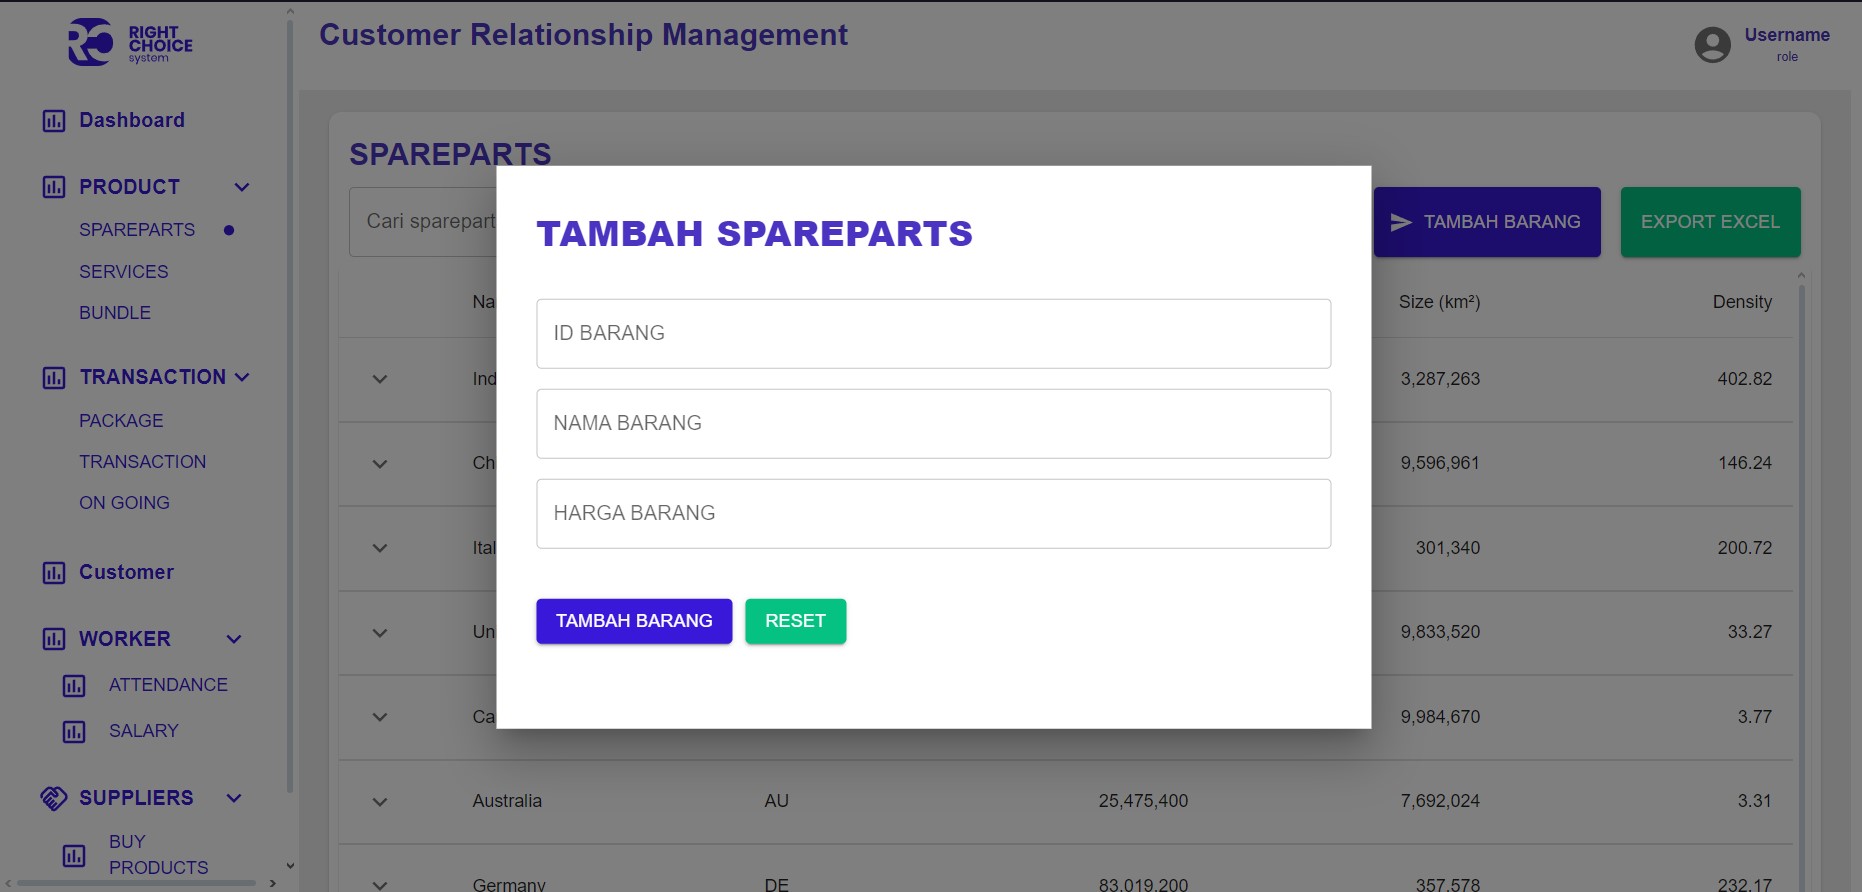 RIGHT
CHOICE
system
Customer Relationship Management
Username
role
Dashboard
PRODUCT
SPAREPARTS
SERVICES
BUNDLE
TRANSACTION
PACKAGE
TRANSACTION
ON GOING
Customer
WORKER
ATTENDANCE
SALARY
SUPPLIERS
BUY
PRODUCTS
SPAREPARTS
Cari sparepart
TAMBAH BARANG
EXPORT EXCEL
TAMBAH SPAREPARTS
ID BARANG
NAMA BARANG
HARGA BARANG
TAMBAH BARANG
RESET
Na Size (km²) Density
Ind 3,287,263 402.82
Ch 9,596,961 146.24
Ital 301,340 200.72
Un 9,833,520 33.27
Ca 9,984,670 3.77
Australia AU 25,475,400 7,692,024 3.31
Germany DE 83,019,200 357,578 232.17